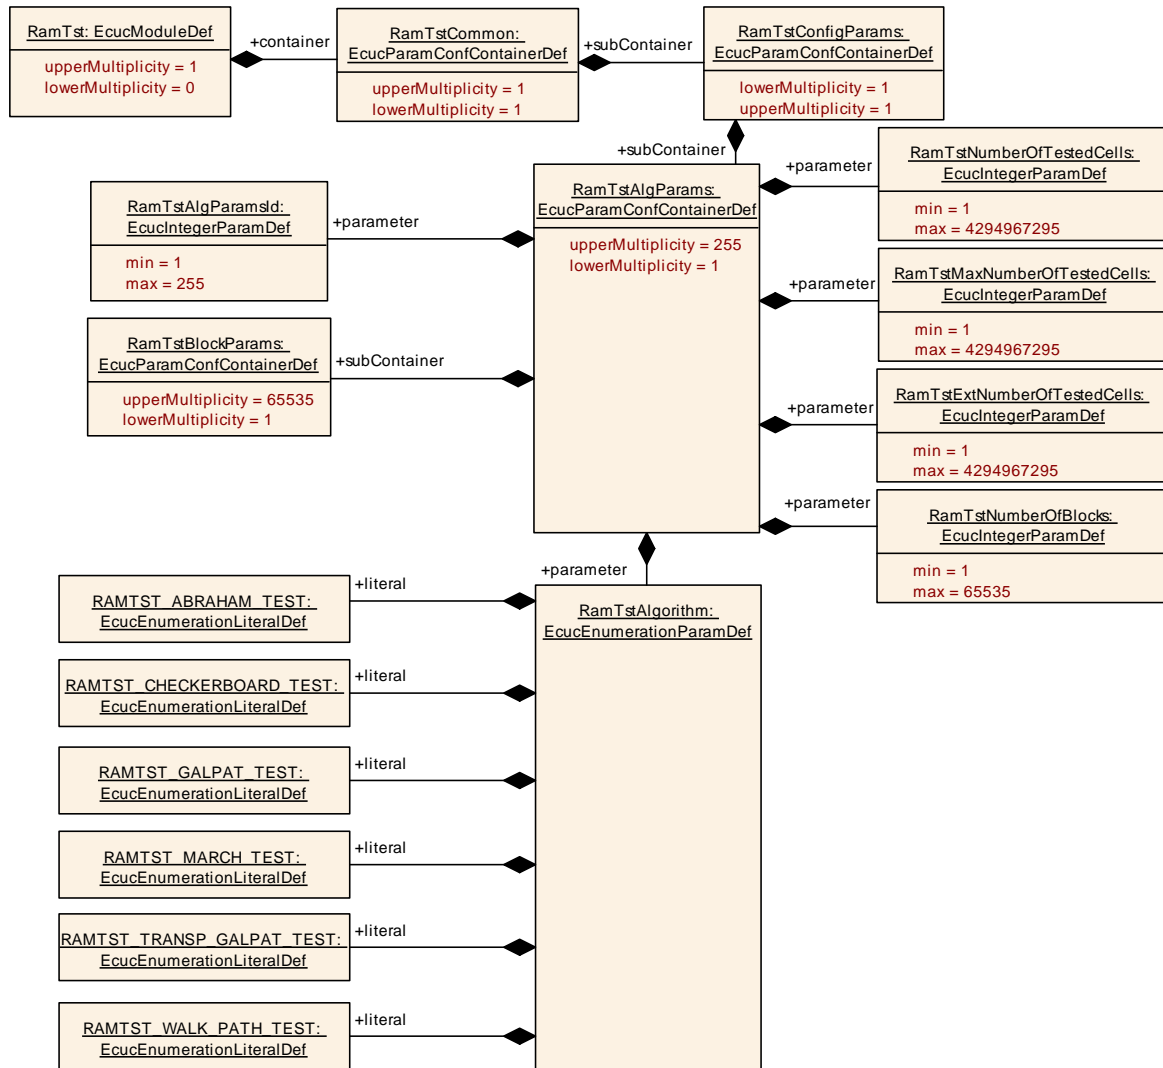 RamTst: EcucModuleDef
upperMultiplicity = 1
lowerMultiplicity = 0
+container
RamTstCommon:
EcucParamConfContainerDef
upperMultiplicity = 1
lowerMultiplicity = 1
+subContainer
RamTstConfigParams:
EcucParamConfContainerDef
lowerMultiplicity = 1
upperMultiplicity = 1
+subContainer
RamTstAlgParams:
EcucParamConfContainerDef
upperMultiplicity = 255
lowerMultiplicity = 1
+parameter
RamTstNumberOfTestedCells:
EcucIntegerParamDef
min = 1
max = 4294967295
RamTstAlgParamsId:
EcucIntegerParamDef
min = 1
max = 255
+parameter
+parameter
RamTstMaxNumberOfTestedCells:
EcucIntegerParamDef
min = 1
max = 4294967295
RamTstBlockParams:
EcucParamConfContainerDef
upperMultiplicity = 65535
lowerMultiplicity = 1
+subContainer
+parameter
RamTstExtNumberOfTestedCells:
EcucIntegerParamDef
min = 1
max = 4294967295
+parameter
RamTstNumberOfBlocks:
EcucIntegerParamDef
min = 1
max = 65535
+parameter
RamTstAlgorithm:
EcucEnumerationParamDef
RAMTST_ABRAHAM_TEST:
EcucEnumerationLiteralDef
+literal
RAMTST_CHECKERBOARD_TEST:
EcucEnumerationLiteralDef
+literal
RAMTST_GALPAT_TEST:
EcucEnumerationLiteralDef
+literal
RAMTST_MARCH_TEST:
EcucEnumerationLiteralDef
+literal
RAMTST_TRANSP_GALPAT_TEST:
EcucEnumerationLiteralDef
+literal
RAMTST_WALK_PATH_TEST:
EcucEnumerationLiteralDef
+literal